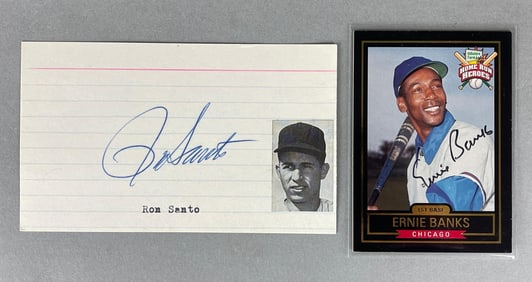 Ron Santo
Ron Santo
HOME RUN
HEROES
Ernie Banks
1ST BASE
ERNIE BANKS
CHICAGO